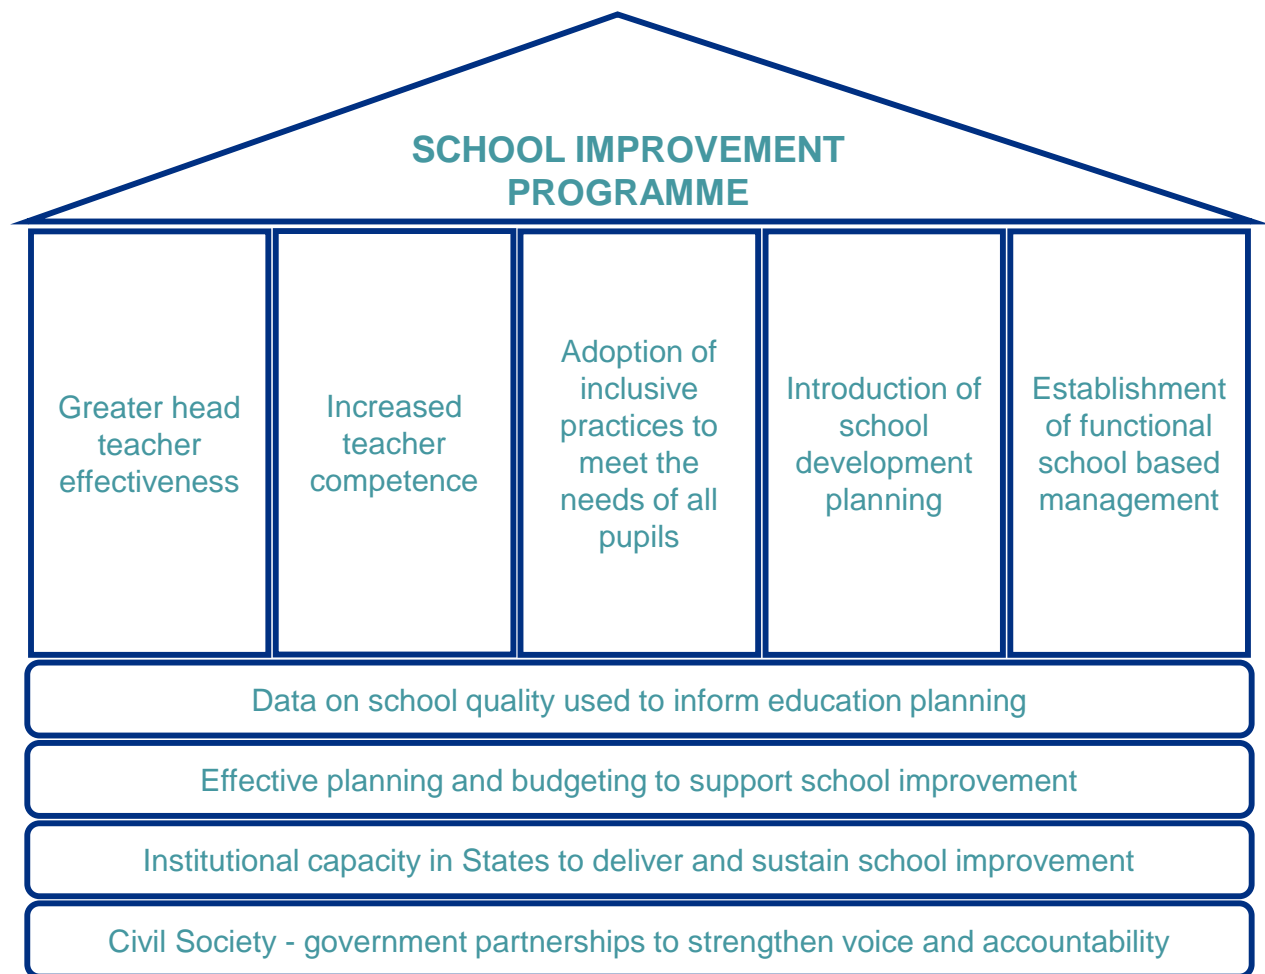 SCHOOL IMPROVEMENT
PROGRAMME
Greater head
teacher
effectiveness
Increased
teacher
competence
Adoption of
inclusive
practices to
meet the
needs of all
pupils
Introduction of
school
development
planning
Establishment
of functional
school based
management
Data on school quality used to inform education planning
Effective planning and budgeting to support school improvement
Institutional capacity in States to deliver and sustain school improvement
Civil Society - government partnerships to strengthen voice and accountability